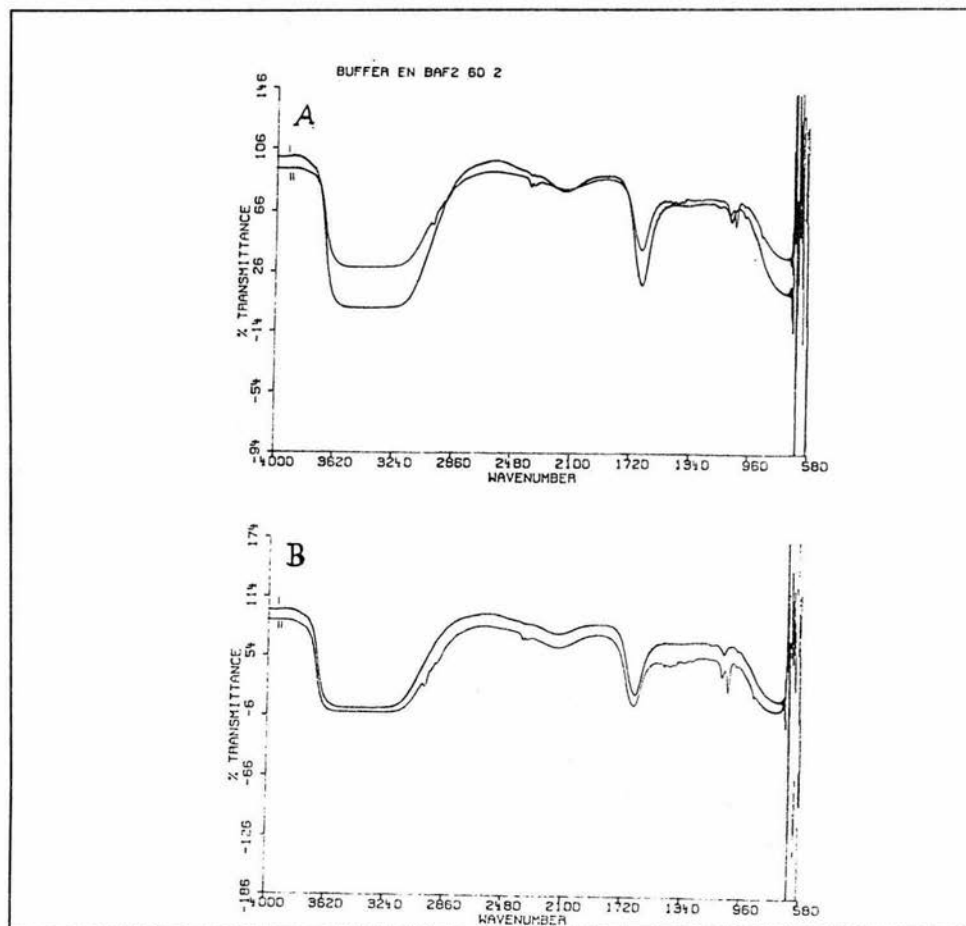 BUFFER EN BAF2 60 2
A
I
II
% TRANSMITTANCE
146
106
66
26
-14
-54
-94
4000 3620 3240 2860 2480 2100 1720 1340 960 580
WAVENUMBER
B
I
II
% TRANSMITTANCE
174
114
54
-6
-66
-126
-186
4000 3620 3240 2860 2480 2100 1720 1340 960 580
WAVENUMBER